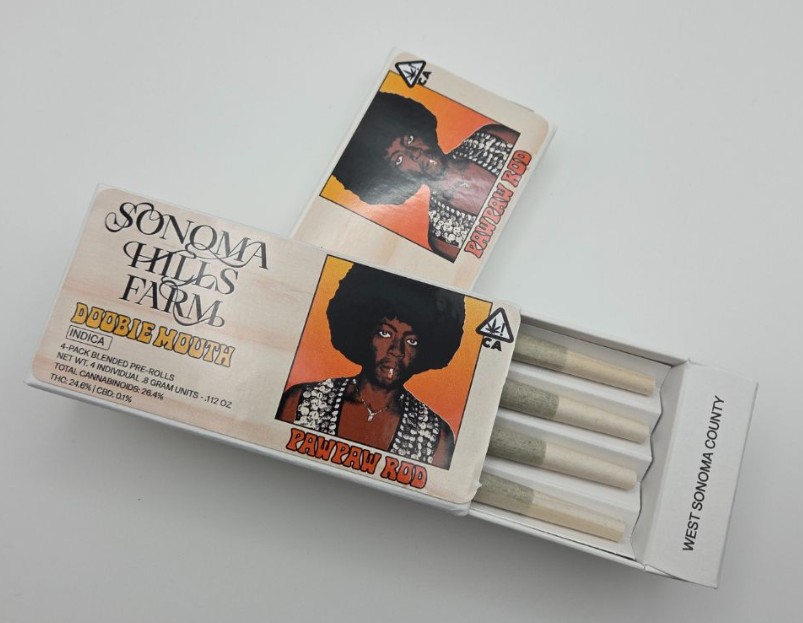 CA
PAWPAW ROD
SONOMA
HILLS
FARM
DOOBIE MOUTH
INDICA
4-PACK BLENDED PRE-ROLLS
NET WT. 4 INDIVIDUAL .8 GRAM UNITS - .112 OZ
TOTAL CANNABINOIDS: 26.4%
THC: 24.6% | CBD: 0.1%
CA
PAWPAW ROD
WEST SONOMA COUNTY